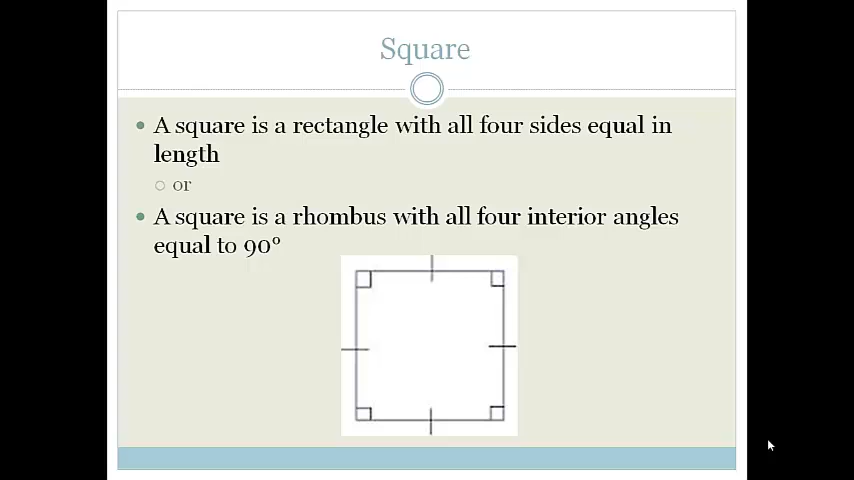 Square
A square is a rectangle with all four sides equal in
length
or
A square is a rhombus with all four interior angles
equal to 90°